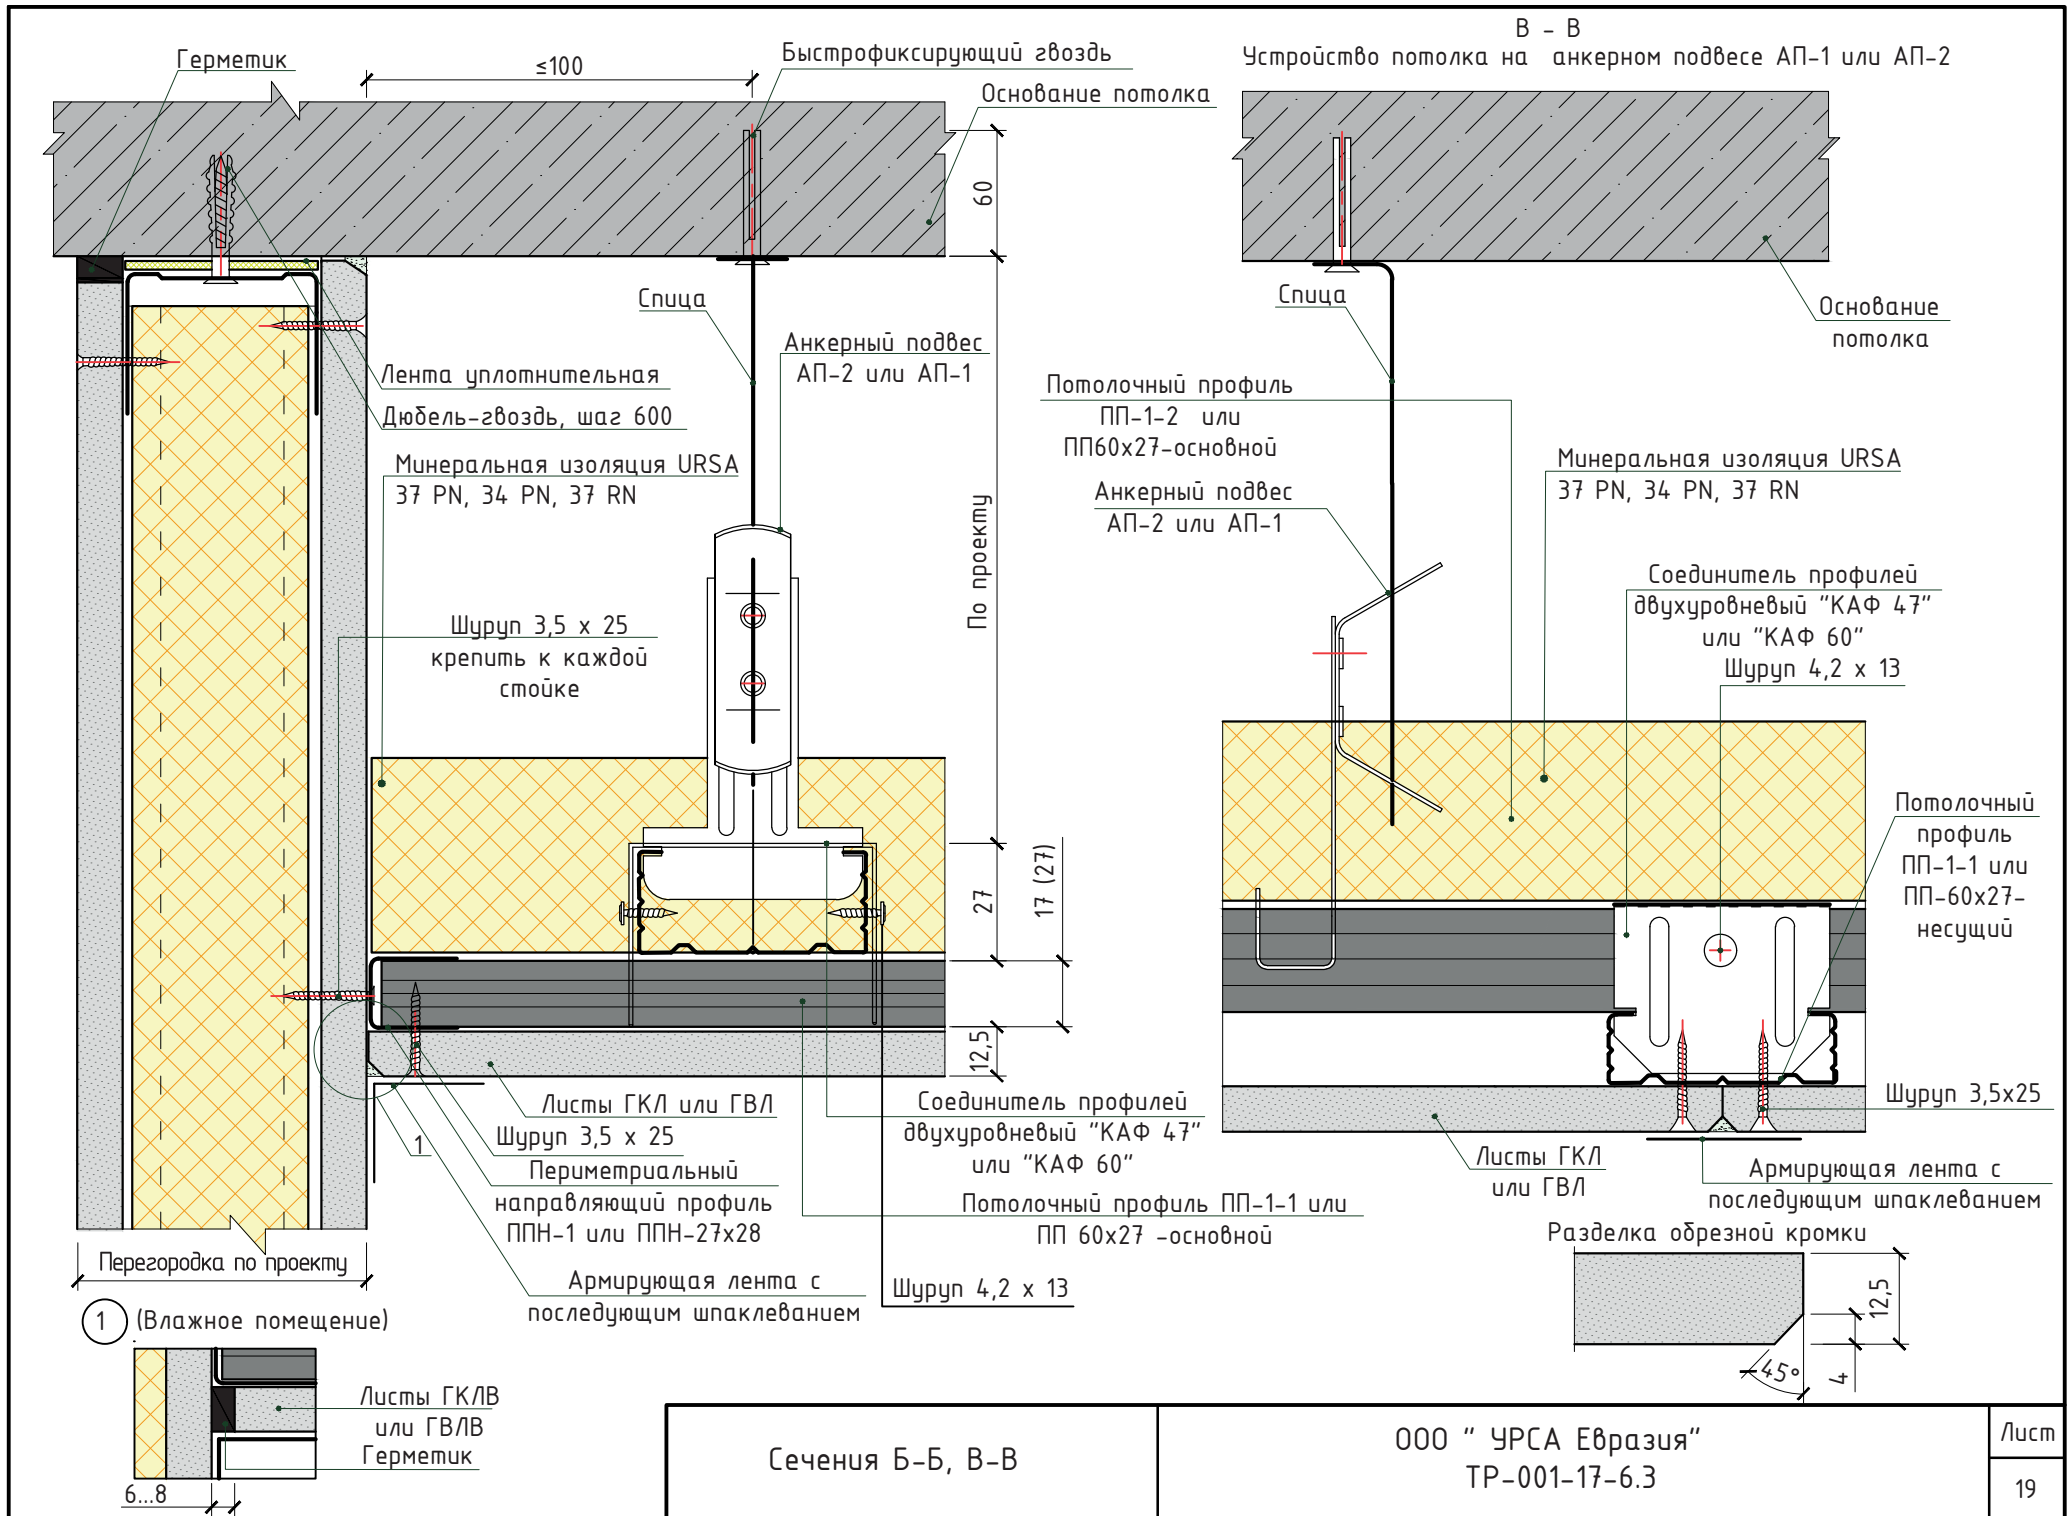 Герметик
≤100
Быстрофиксирующий гвоздь
Основание потолка
60
Спица
Анкерный подвес
АП-2 или АП-1
Лента уплотнительная
Дюбель-гвоздь, шаг 600
Минеральная изоляция URSA
37 PN, 34 PN, 37 RN
По проекту
Шуруп 3,5 х 25
крепить к каждой
стойке
27
17 (27)
12,5
Листы ГКЛ или ГВЛ
Шуруп 3,5 х 25
1
Периметриальный
направляющий профиль
ППН-1 или ППН-27х28
Армирующая лента с
последующим шпаклеванием
Соединитель профилей
двухуровневый "КАФ 47"
или "КАФ 60"
Потолочный профиль ПП-1-1 или
ПП 60х27 -основной
Шуруп 4,2 х 13
Перегородка по проекту
1 (Влажное помещение)
Листы ГКЛВ
или ГВЛВ
Герметик
6...8
В - В
Устройство потолка на анкерном подвесе АП-1 или АП-2
Спица
Основание
потолка
Потолочный профиль
ПП-1-2 или
ПП60х27-основной
Анкерный подвес
АП-2 или АП-1
Минеральная изоляция URSA
37 PN, 34 PN, 37 RN
Соединитель профилей
двухуровневый "КАФ 47"
или "КАФ 60"
Шуруп 4,2 х 13
Потолочный
профиль
ПП-1-1 или
ПП-60х27-
несущий
Шуруп 3,5х25
Листы ГКЛ
или ГВЛ
Армирующая лента с
последующим шпаклеванием
Разделка обрезной кромки
12,5
4
45°
Сечения Б-Б, В-В
ООО " УРСА Евразия"
ТР-001-17-6.3
Лист
19